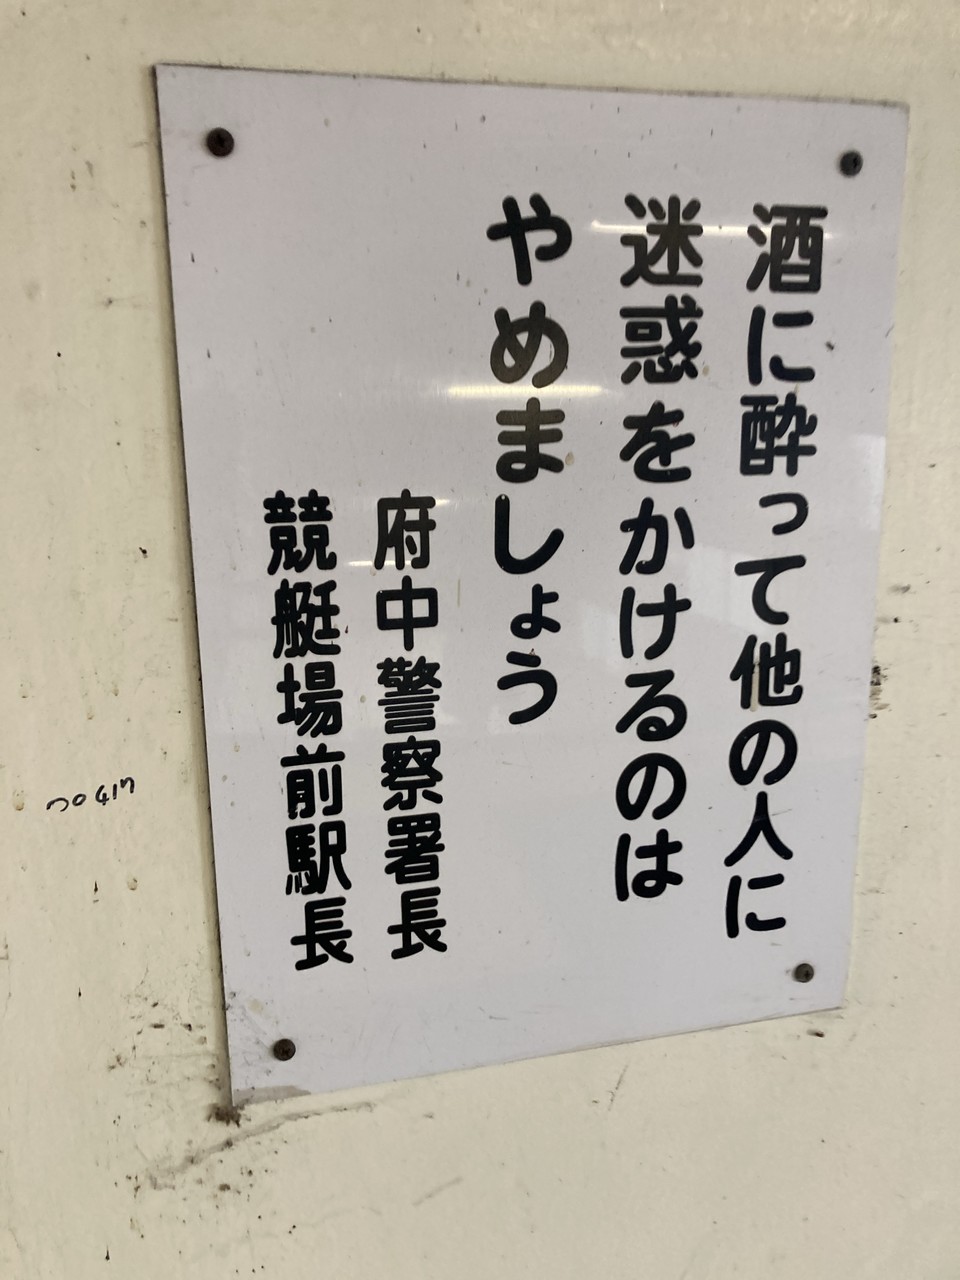 酒に酔って他の人に
迷惑をかけるのは
やめましょう
府中警察署長
競艇場前駅長